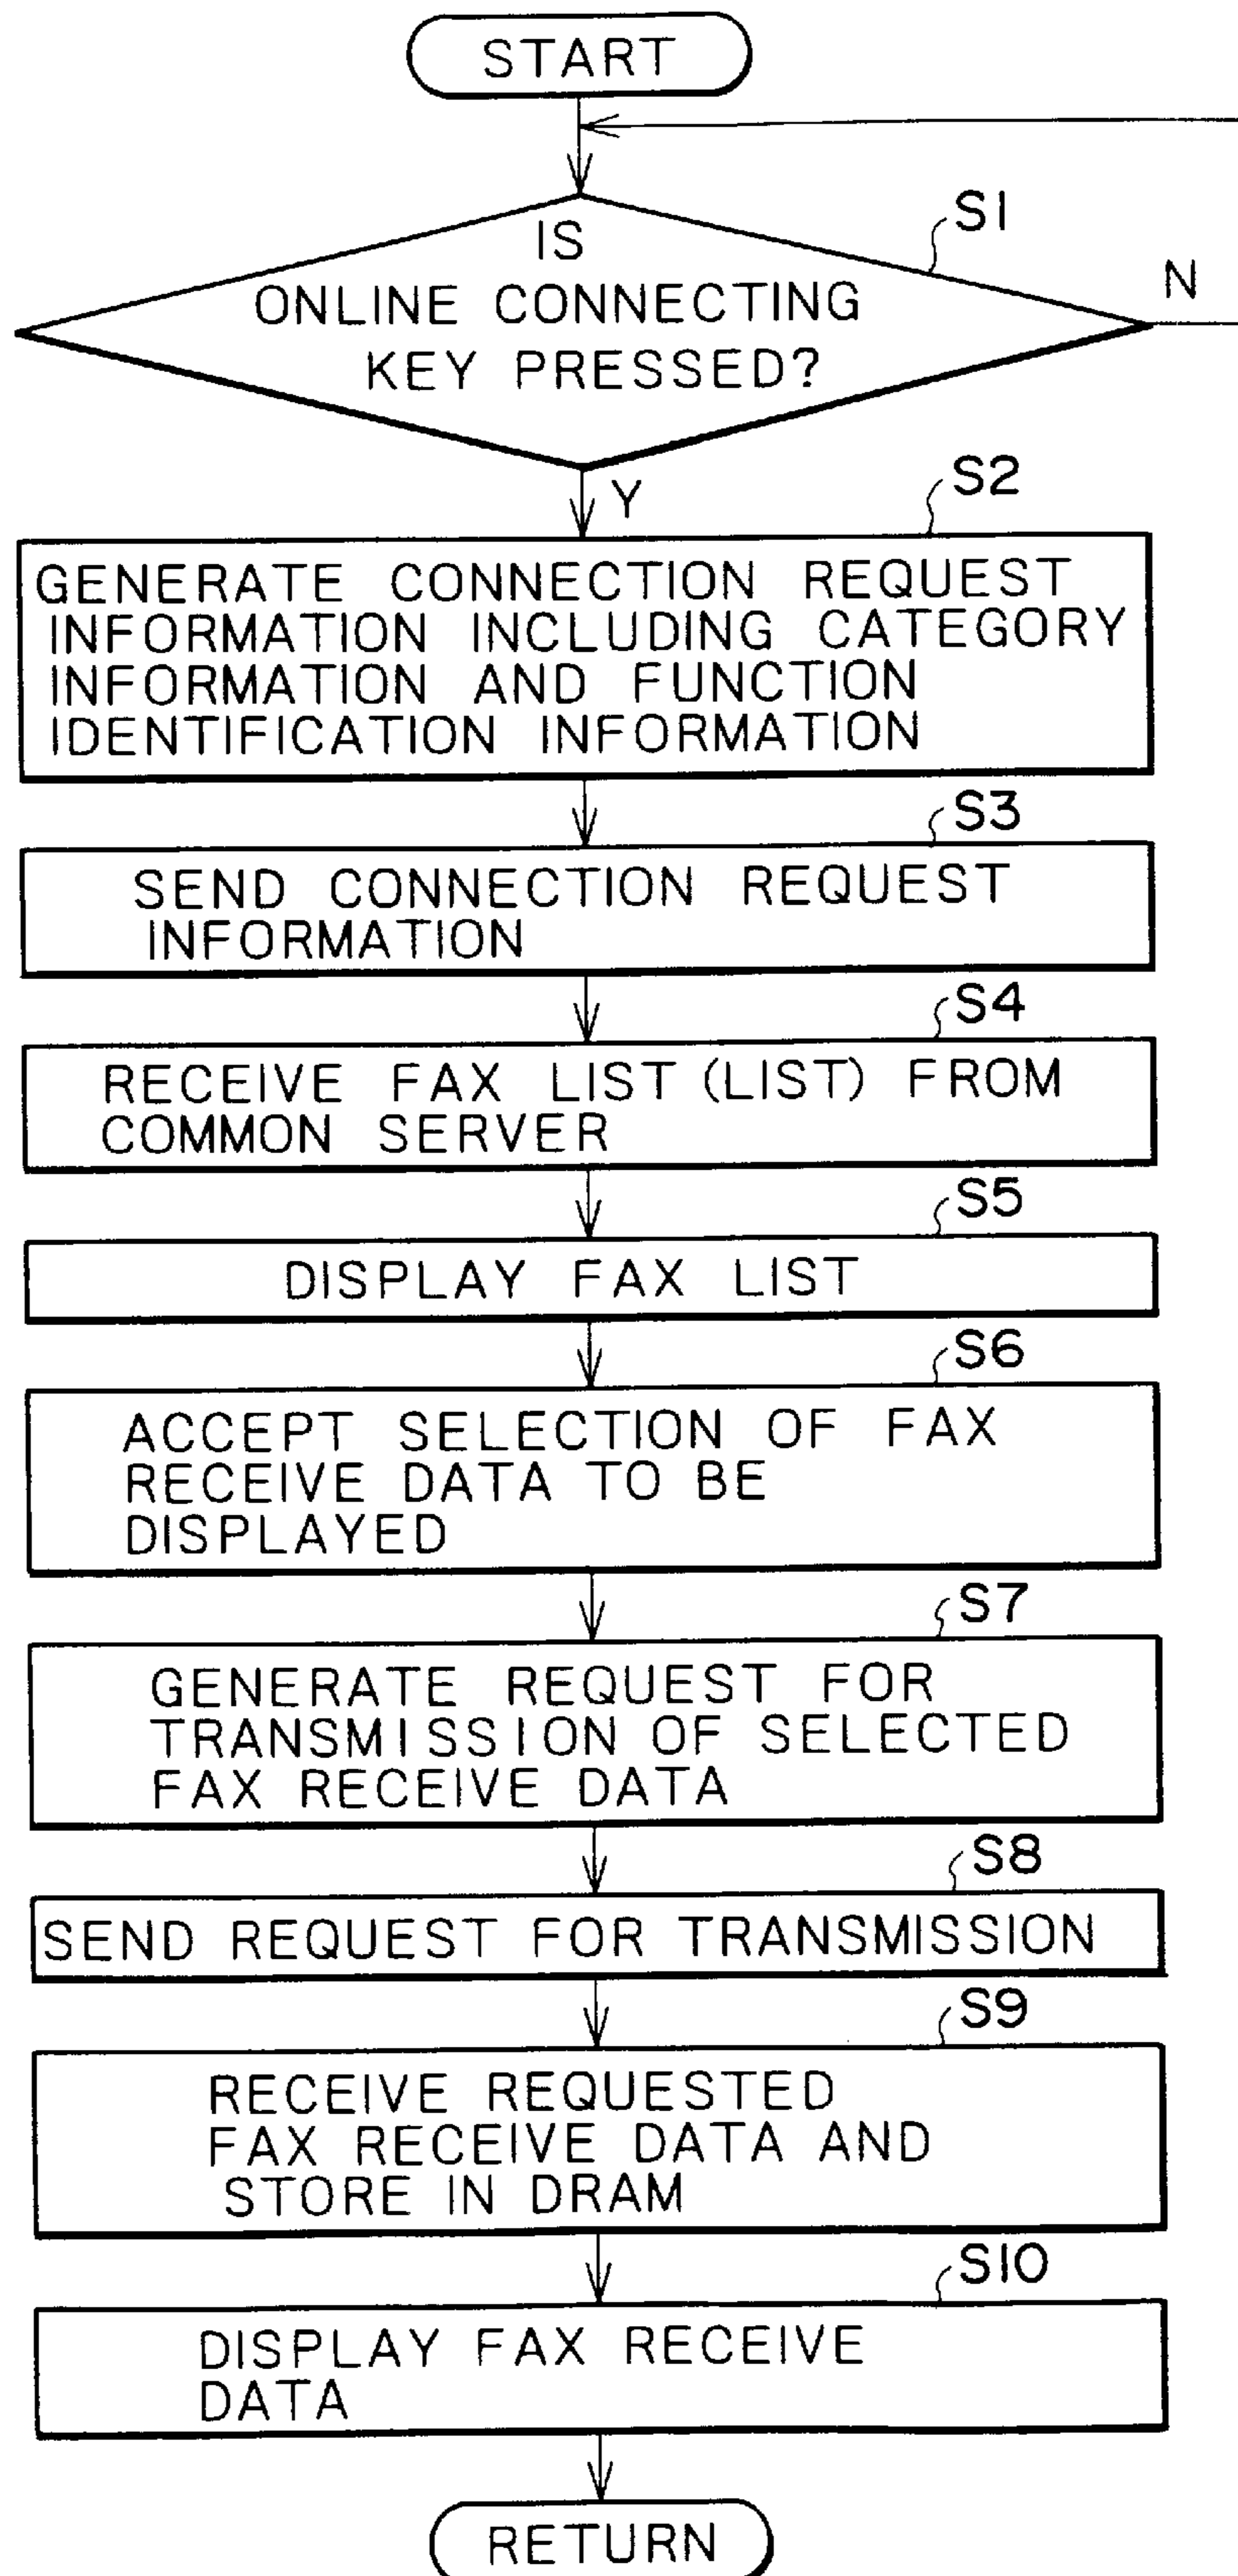 START
S1
IS
ONLINE CONNECTING
KEY PRESSED?
N
Y
S2
GENERATE CONNECTION REQUEST
INFORMATION INCLUDING CATEGORY
INFORMATION AND FUNCTION
IDENTIFICATION INFORMATION
S3
SEND CONNECTION REQUEST
INFORMATION
S4
RECEIVE FAX LIST (LIST) FROM
COMMON SERVER
S5
DISPLAY FAX LIST
S6
ACCEPT SELECTION OF FAX
RECEIVE DATA TO BE
DISPLAYED
S7
GENERATE REQUEST FOR
TRANSMISSION OF SELECTED
FAX RECEIVE DATA
S8
SEND REQUEST FOR TRANSMISSION
S9
RECEIVE REQUESTED
FAX RECEIVE DATA AND
STORE IN DRAM
S10
DISPLAY FAX RECEIVE
DATA
RETURN